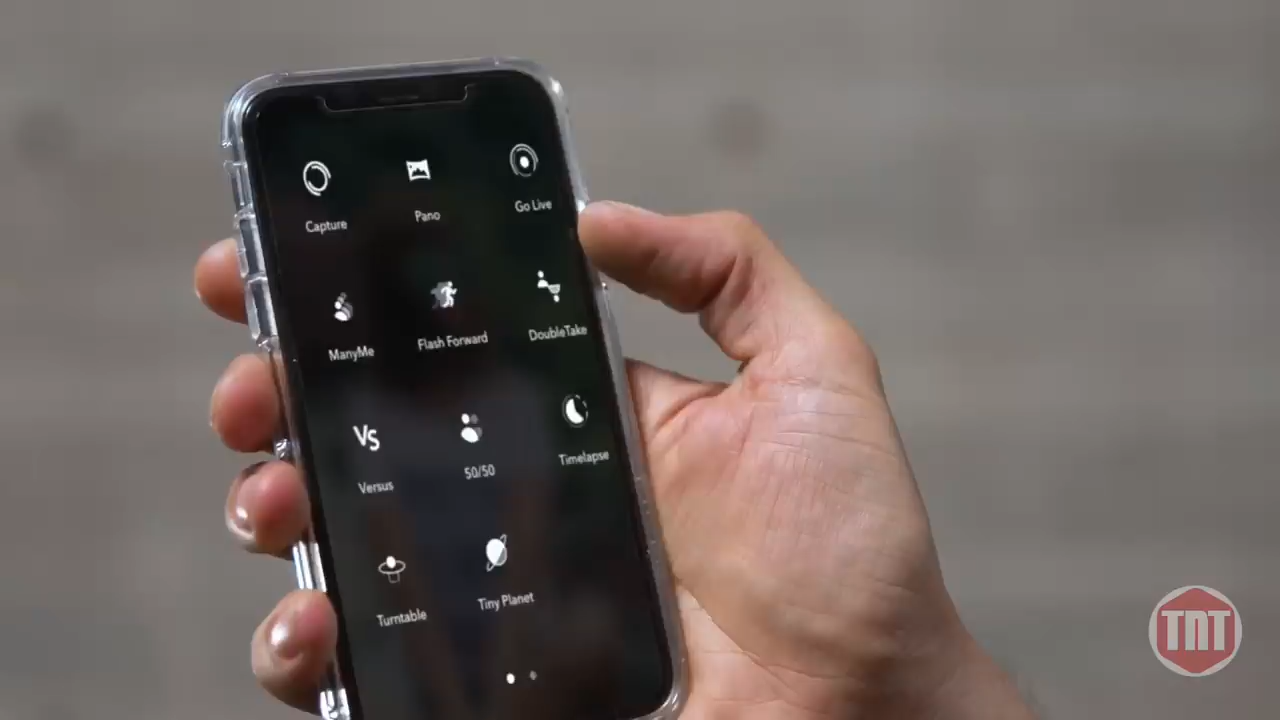 Capture
Pano
Go Live
ManyMe
Flash Forward
DoubleTake
VS
Versus
50/50
Timelapse
Turntable
Tiny Planet
TNT